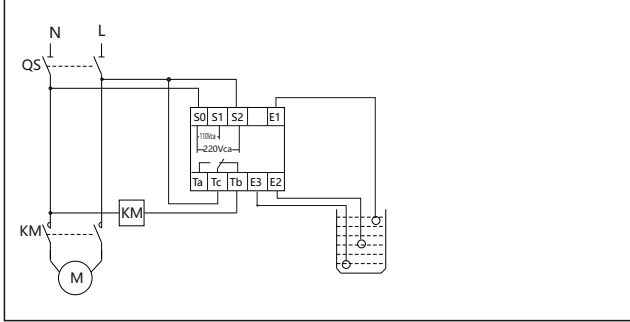 N L
QS
S0 S1 S2 E1
110Vca
220Vca
Ta Tc Tb E3 E2
KM
KM
M